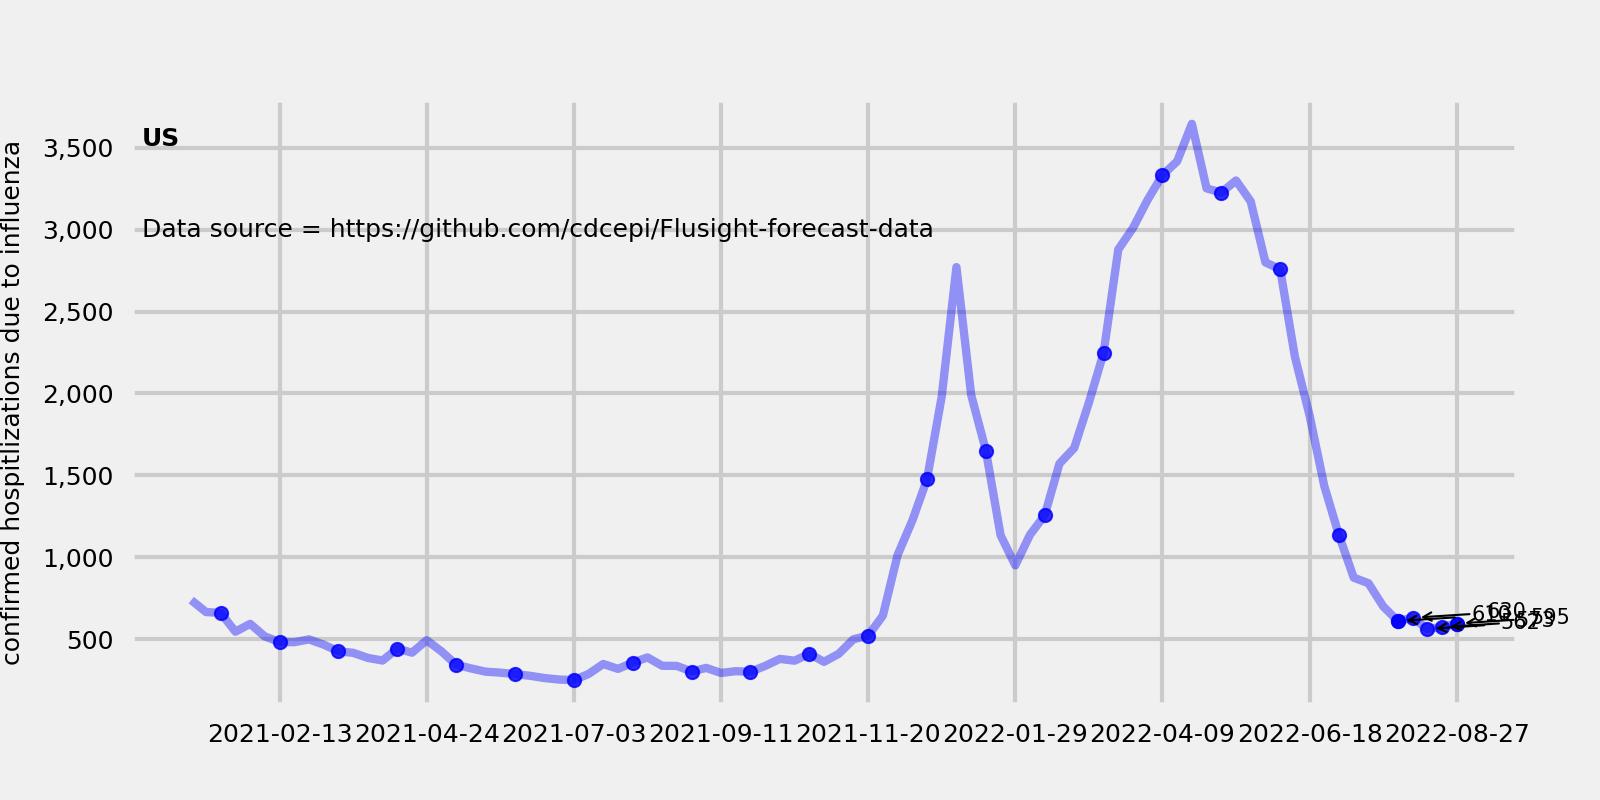 US
Data source = https://github.com/cdcepi/Flusight-forecast-data
confirmed hospitlizations due to influenza
3,500
3,000
2,500
2,000
1,500
1,000
500
2021-02-13 2021-04-24 2021-07-03 2021-09-11 2021-11-20 2022-01-29 2022-04-09 2022-06-18 2022-08-27
630
595